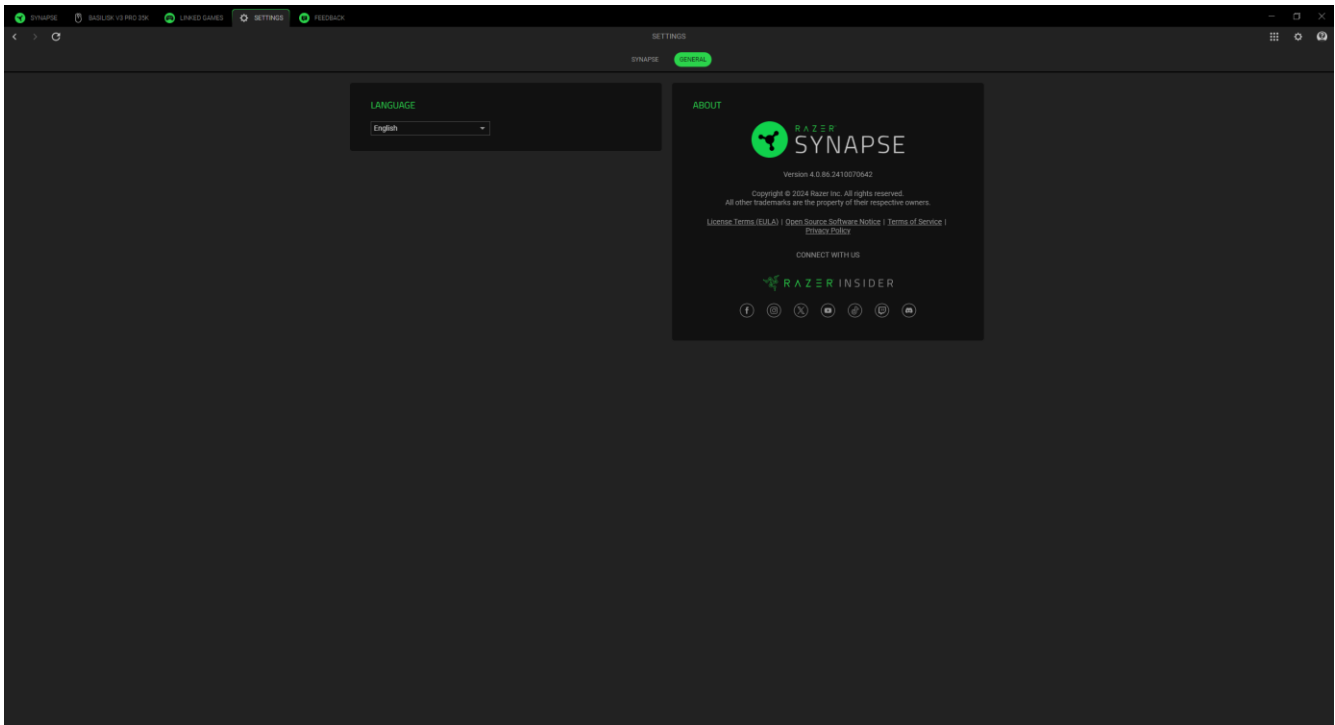 SYNAPSE BASILISK V3 PRO 35K LINKED GAMES SETTINGS FEEDBACK
SETTINGS
SYNAPSE GENERAL
LANGUAGE
English
ABOUT
RAZER
SYNAPSE
Version 4.0.86.2410070642
Copyright © 2024 Razer Inc. All rights reserved.
All other trademarks are the property of their respective owners.
License Terms (EULA) | Open Source Software Notice | Terms of Service |
Privacy Policy
CONNECT WITH US
RAZER INSIDER